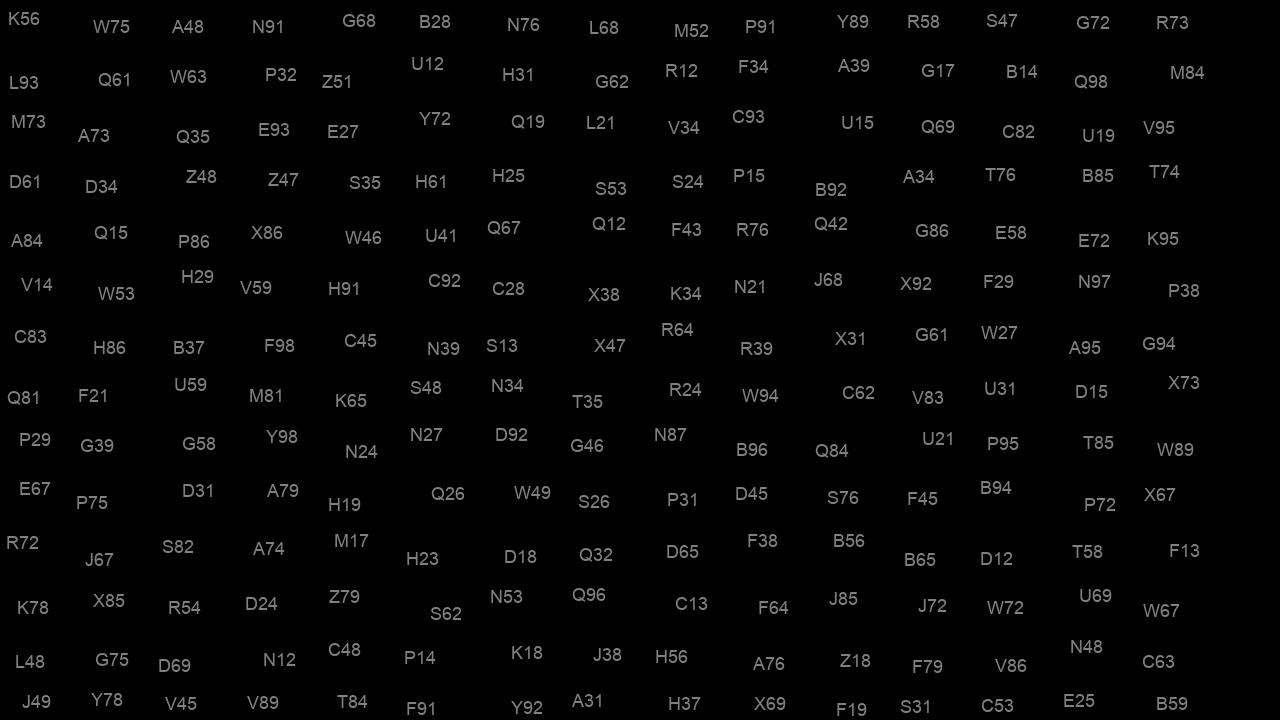 K56 W75 A48 N91 G68 B28 N76 L68 M52 P91 Y89 R58 S47 G72 R73
L93 Q61 W63 P32 Z51 U12 H31 G62 R12 F34 A39 G17 B14 Q98 M84
M73 A73 Q35 E93 E27 Y72 Q19 L21 V34 C93 U15 Q69 C82 U19 V95
D61 D34 Z48 Z47 S35 H61 H25 S53 S24 P15 B92 A34 T76 B85 T74
A84 Q15 P86 X86 W46 U41 Q67 Q12 F43 R76 Q42 G86 E58 E72 K95
V14 W53 H29 V59 H91 C92 C28 X38 K34 N21 J68 X92 F29 N97 P38
C83 H86 B37 F98 C45 N39 S13 X47 R64 R39 X31 G61 W27 A95 G94
Q81 F21 U59 M81 K65 S48 N34 T35 R24 W94 C62 V83 U31 D15 X73
P29 G39 G58 Y98 N24 N27 D92 G46 N87 B96 Q84 U21 P95 T85 W89
E67 P75 D31 A79 H19 Q26 W49 S26 P31 D45 S76 F45 B94 P72 X67
R72 J67 S82 A74 M17 H23 D18 Q32 D65 F38 B56 B65 D12 T58 F13
K78 X85 R54 D24 Z79 S62 N53 Q96 C13 F64 J85 J72 W72 U69 W67
L48 G75 D69 N12 C48 P14 K18 J38 H56 A76 Z18 F79 V86 N48 C63
J49 Y78 V45 V89 T84 F91 Y92 A31 H37 X69 F19 S31 C53 E25 B59